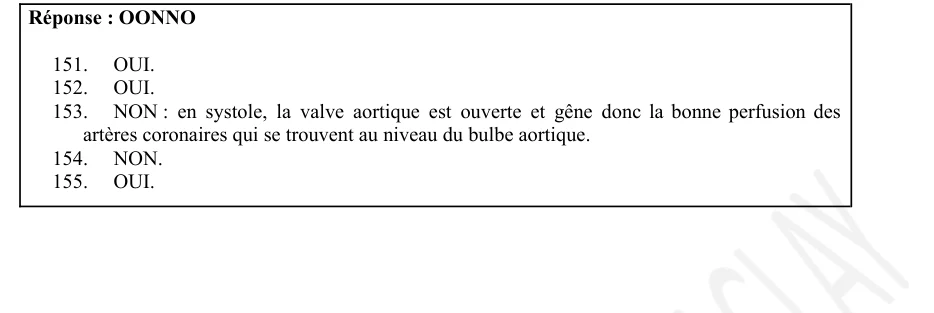 Réponse : OONNO
151. OUI.
152. OUI.
153. NON : en systole, la valve aortique est ouverte et gêne donc la bonne perfusion des
artères coronaires qui se trouvent au niveau du bulbe aortique.
154. NON.
155. OUI.